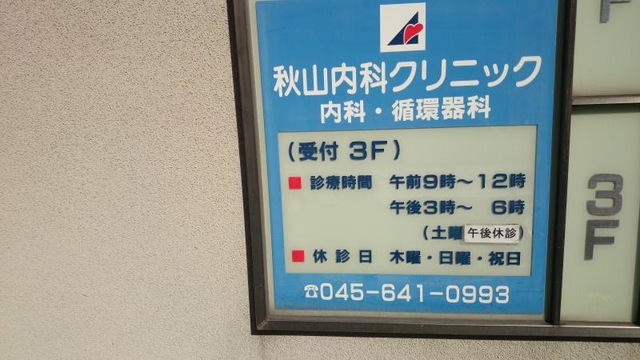 秋山内科クリニック
内科・循環器科
(受付 3F)
■ 診療時間 午前9時〜12時
午後3時〜 6時
(土曜午後休診)
■ 休診日 木曜・日曜・祝日
☎045-641-0993
F
3F